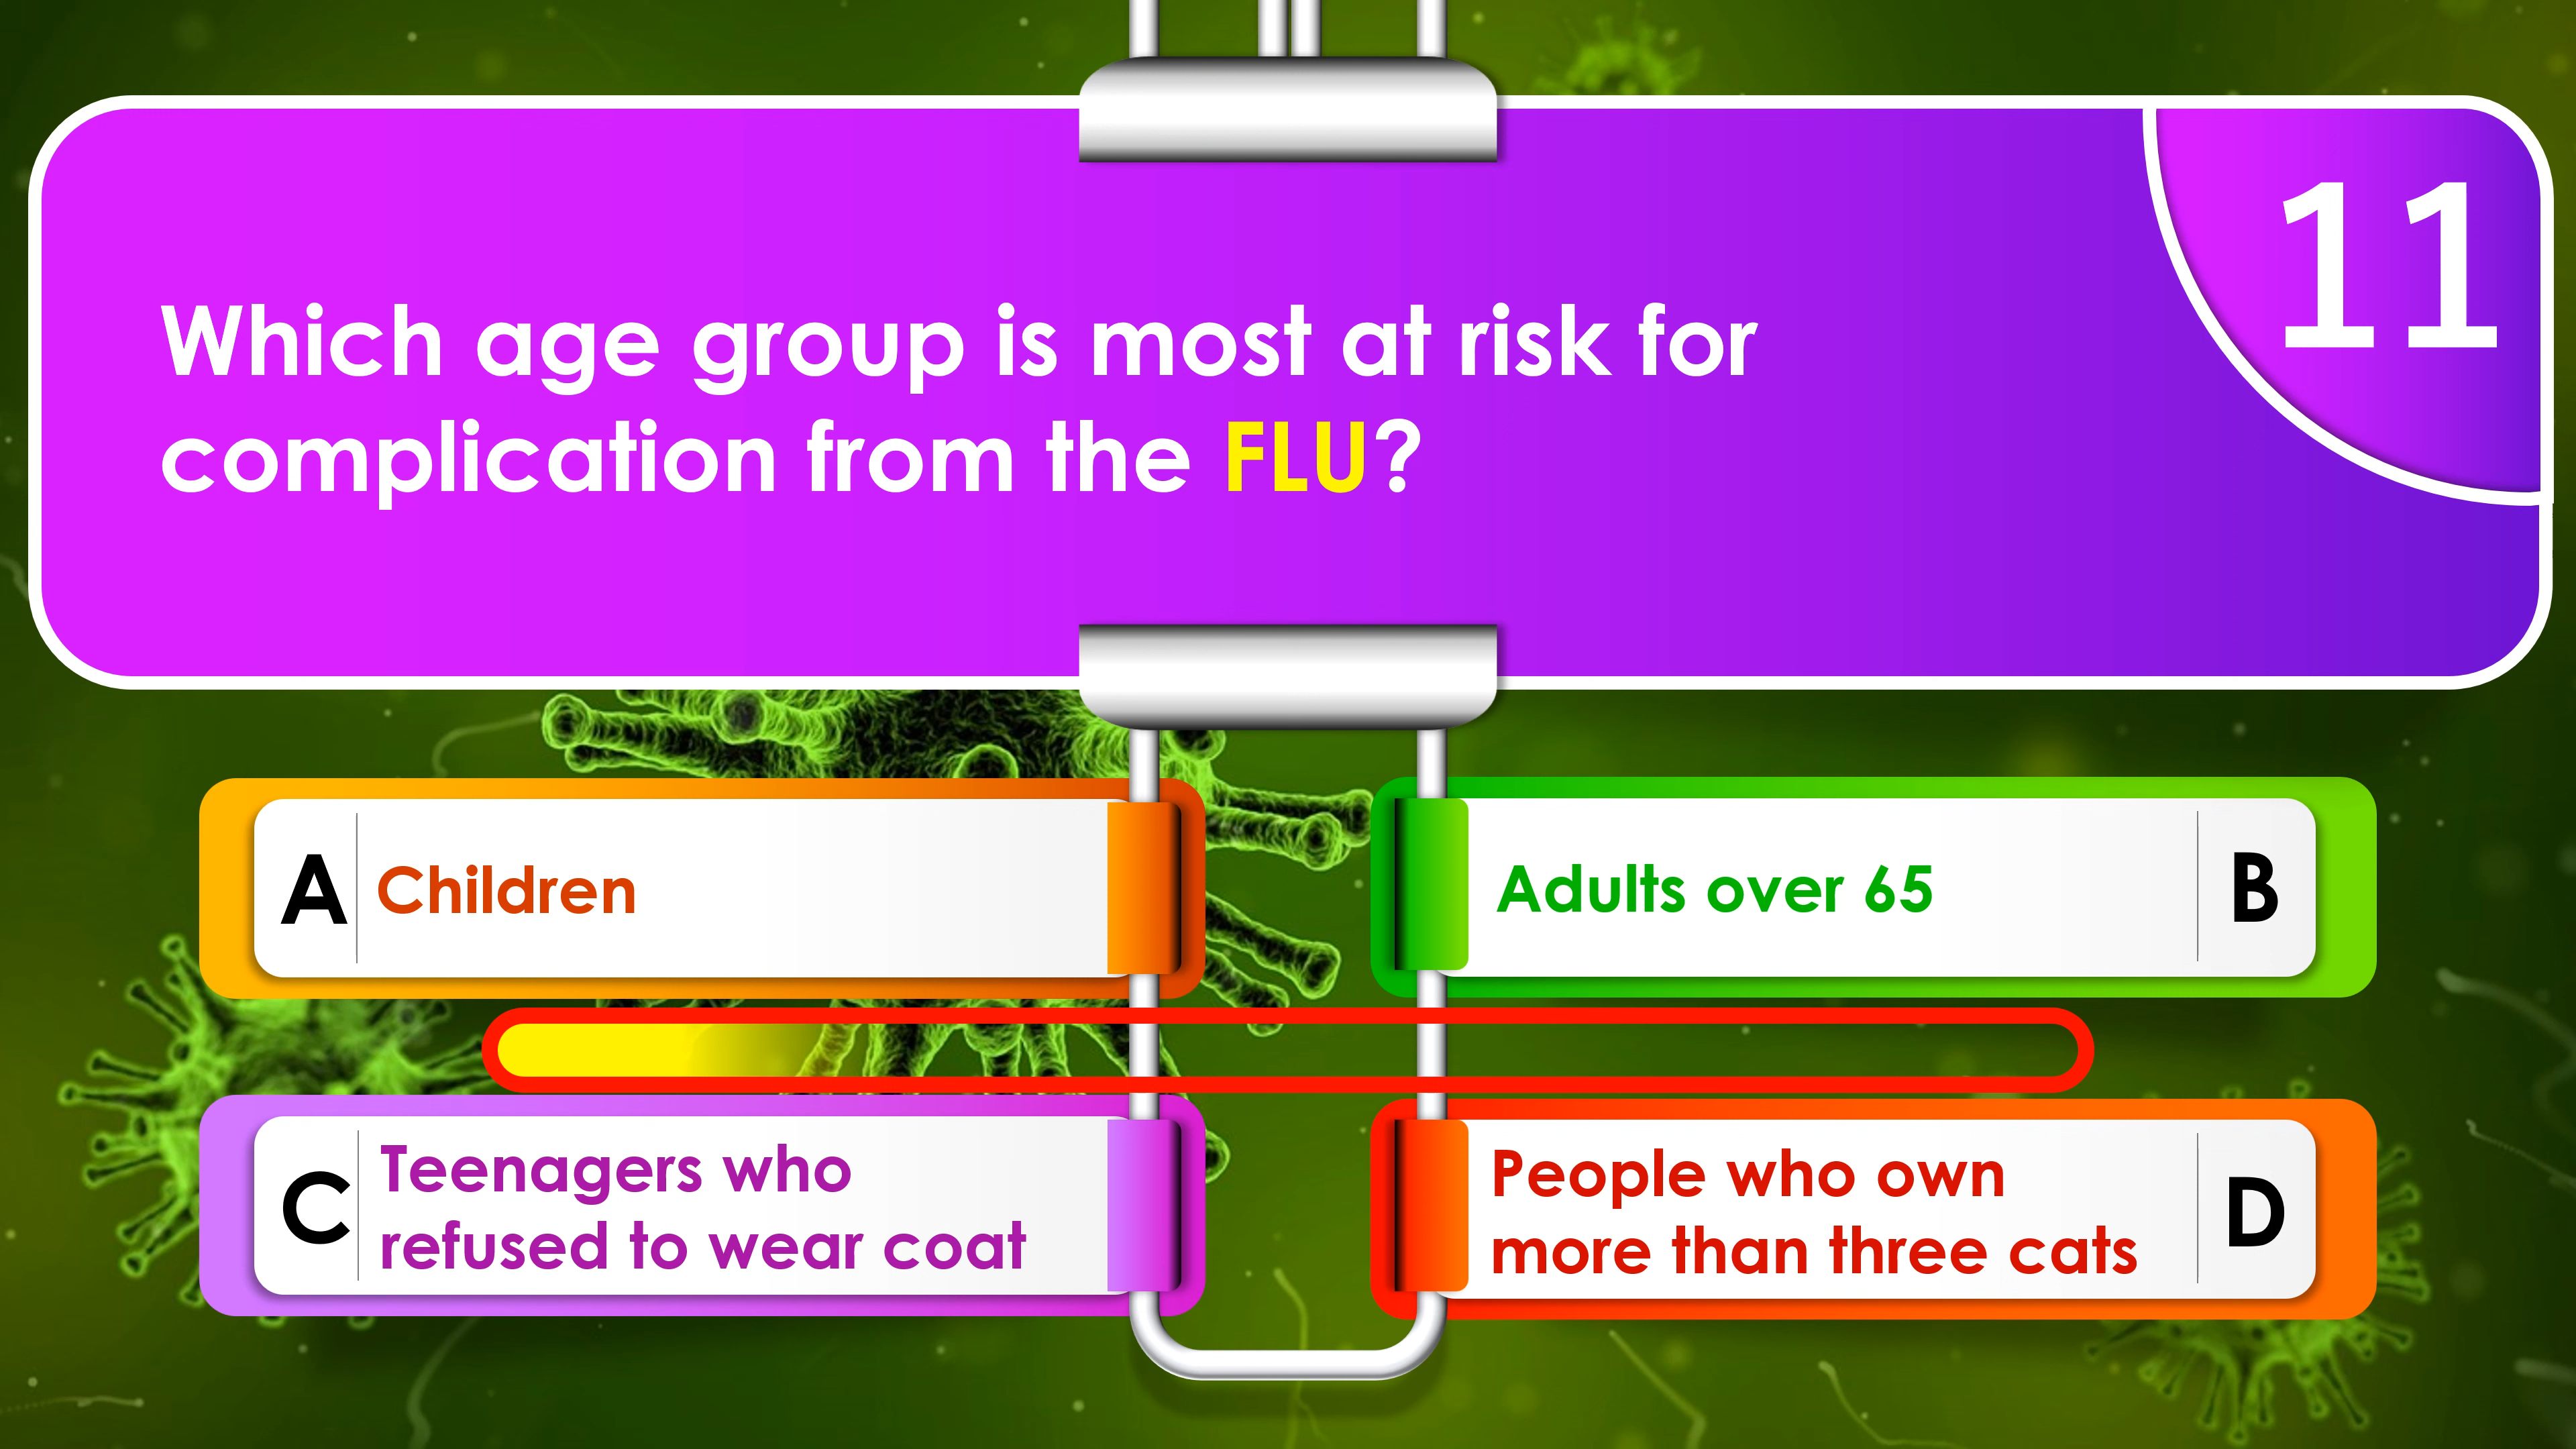 11
Which age group is most at risk for
complication from the FLU?
A
Children
Adults over 65
B
C
Teenagers who
refused to wear coat
People who own
more than three cats
D